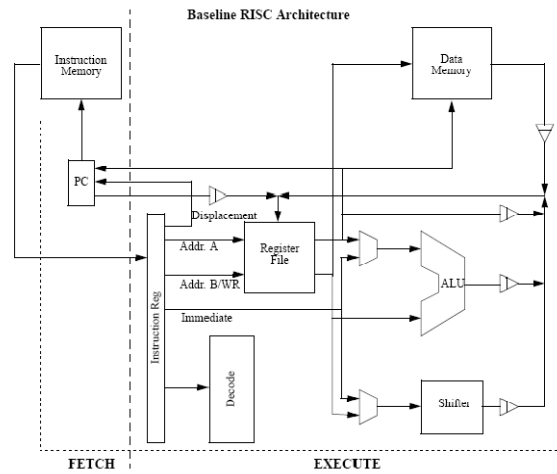 Baseline RISC Architecture
Instruction
Memory
Data
Memory
PC
Displacement
Addr. A
Register
File
Addr. B/WR
ALU
Immediate
Instruction Reg
Decode
Shifter
FETCH
EXECUTE